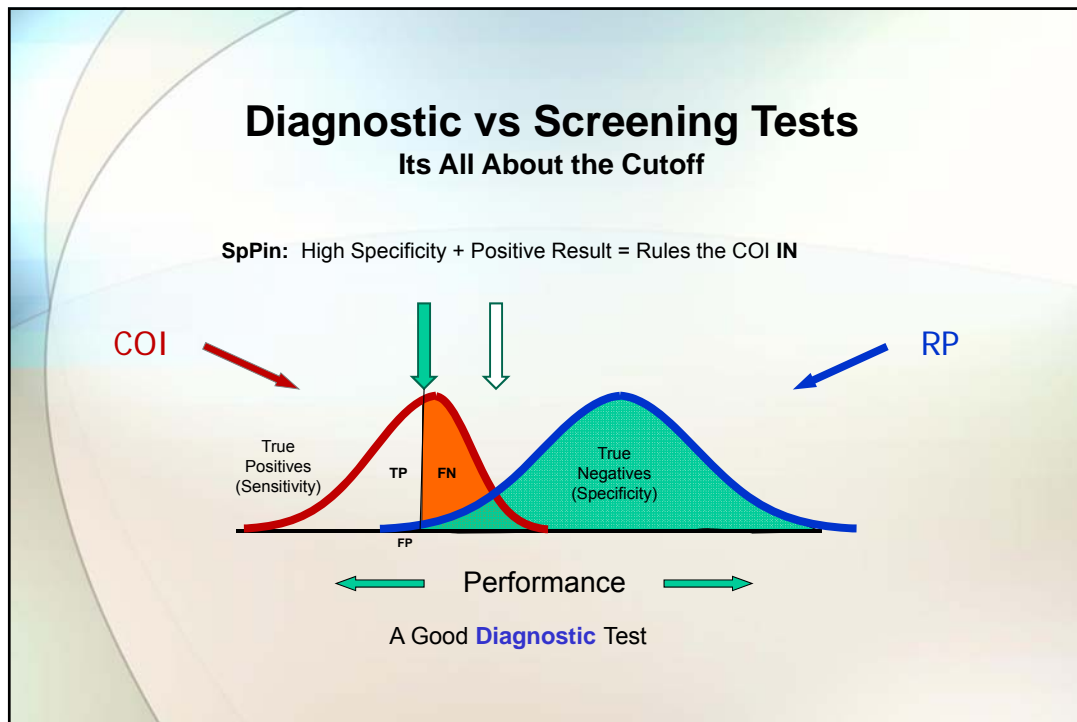 Diagnostic vs Screening Tests
Its All About the Cutoff
SpPin: High Specificity + Positive Result = Rules the COI IN
COI
RP
True
Positives
(Sensitivity)
TP
FN
True
Negatives
(Specificity)
FP
Performance
A Good Diagnostic Test